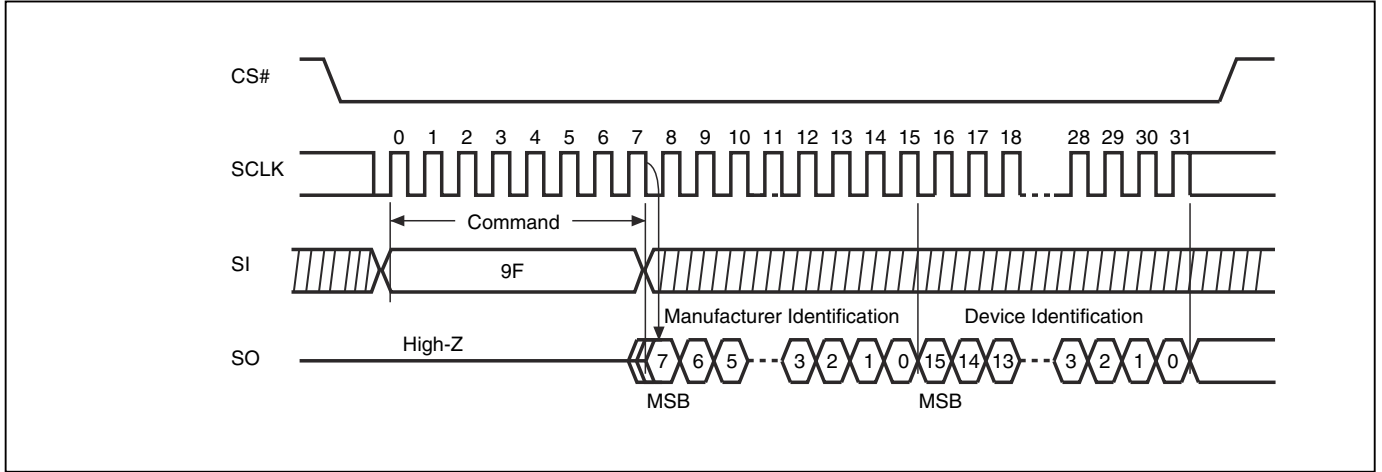 CS#
0 1 2 3 4 5 6 7 8 9 10 11 12 13 14 15 16 17 18 28 29 30 31
SCLK
Command
SI
9F
Manufacturer Identification Device Identification
High-Z
SO
7 6 5 3 2 1 0 15 14 13 3 2 1 0
MSB MSB